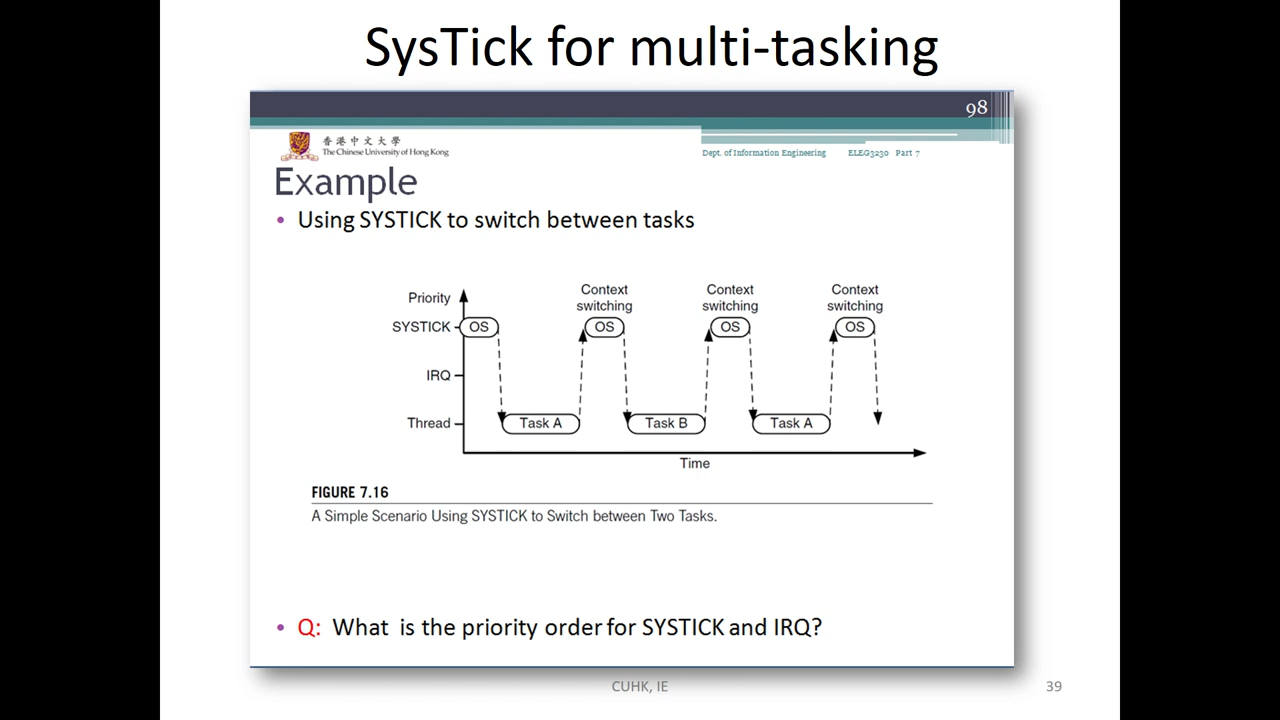 SysTick for multi-tasking
98
香港中文大學
The Chinese University of Hong Kong
Dept. of Information Engineering ELEG3230 Part 7
Example
• Using SYSTICK to switch between tasks
Priority
Context switching
Context switching
Context switching
SYSTICK
OS
OS
OS
OS
IRQ
Thread
Task A
Task B
Task A
Time
FIGURE 7.16
A Simple Scenario Using SYSTICK to Switch between Two Tasks.
• Q: What is the priority order for SYSTICK and IRQ?
CUHK, IE
39